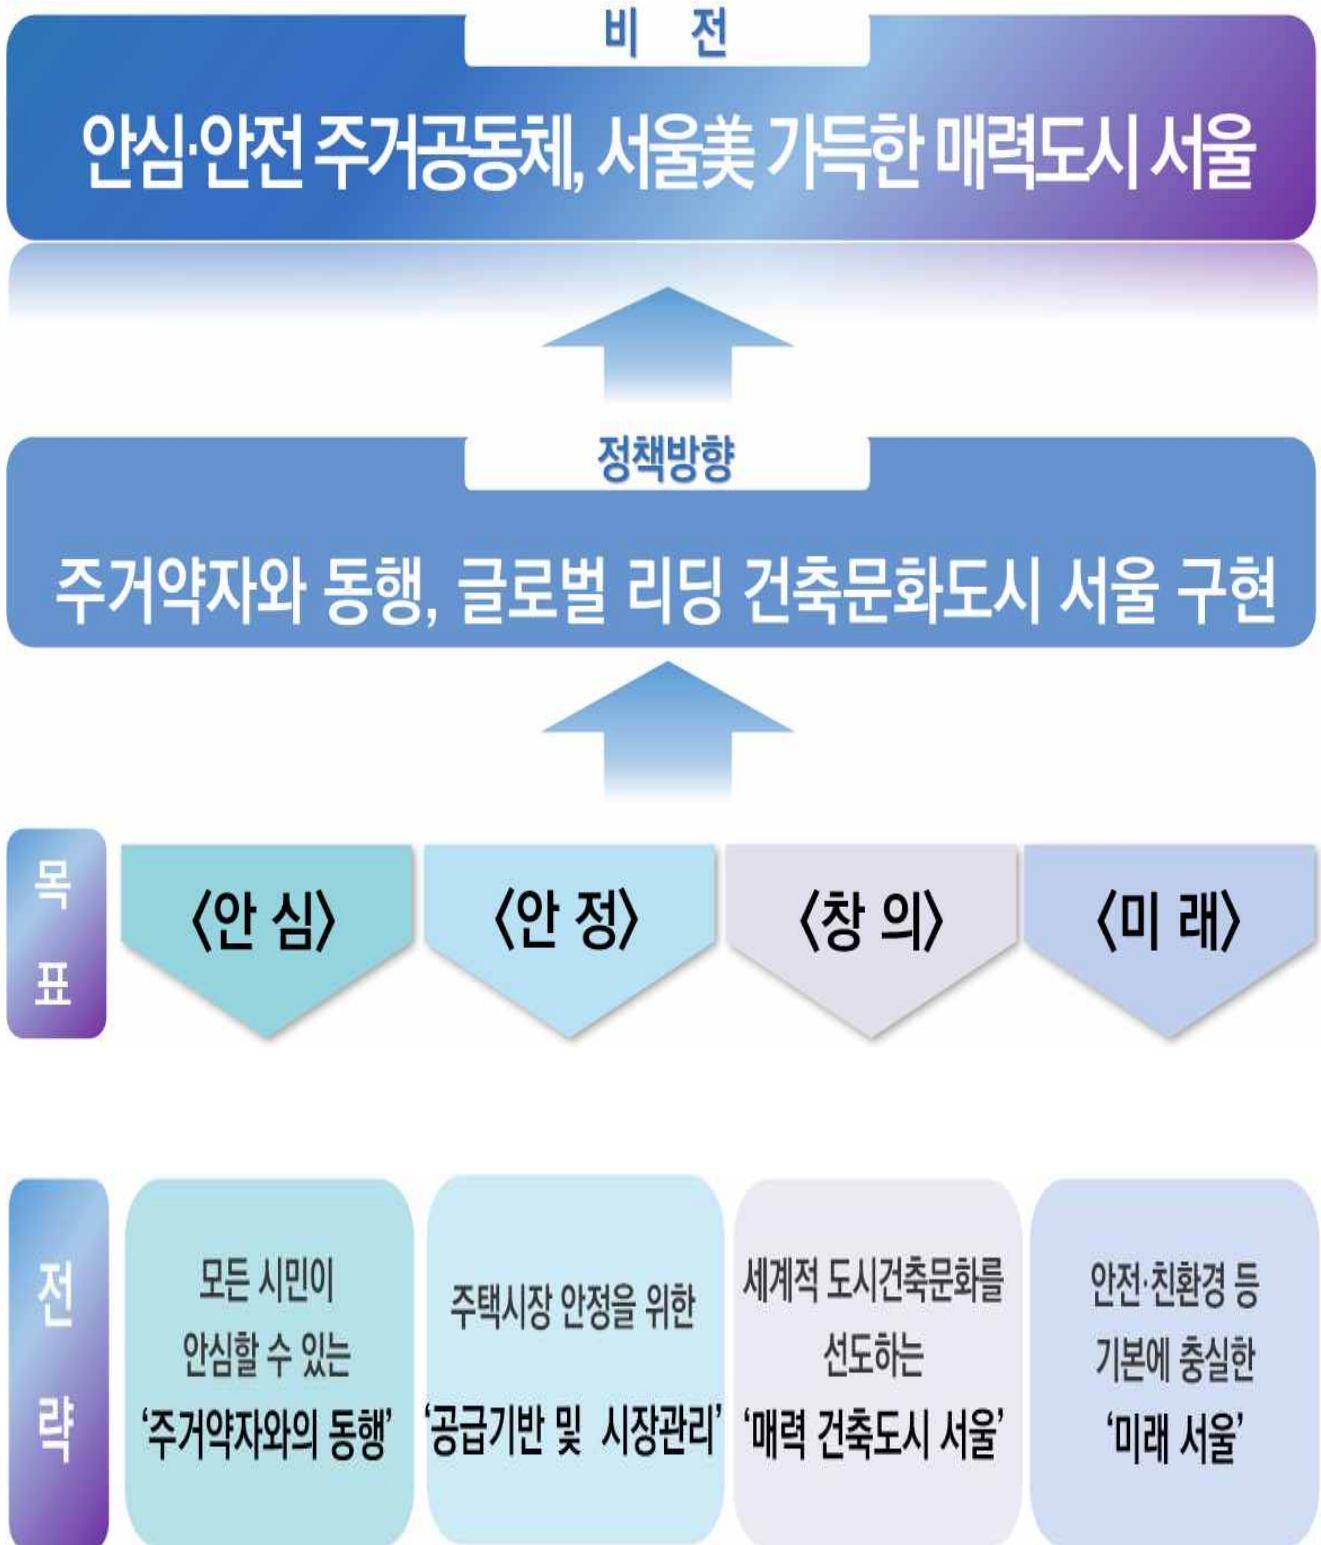 비 전
안심·안전 주거공동체, 서울美 가득한 매력도시 서울
정책방향
주거약자와 동행, 글로벌 리딩 건축문화도시 서울 구현
목
표
〈안 심〉
〈안 정〉
〈창 의〉
〈미 래〉
전
략
모든 시민이
안심할 수 있는
‘주거약자와의 동행’
주택시장 안정을 위한
‘공급기반 및 시장관리’
세계적 도시건축문화를
선도하는
‘매력 건축도시 서울’
안전·친환경 등
기본에 충실한
‘미래 서울’